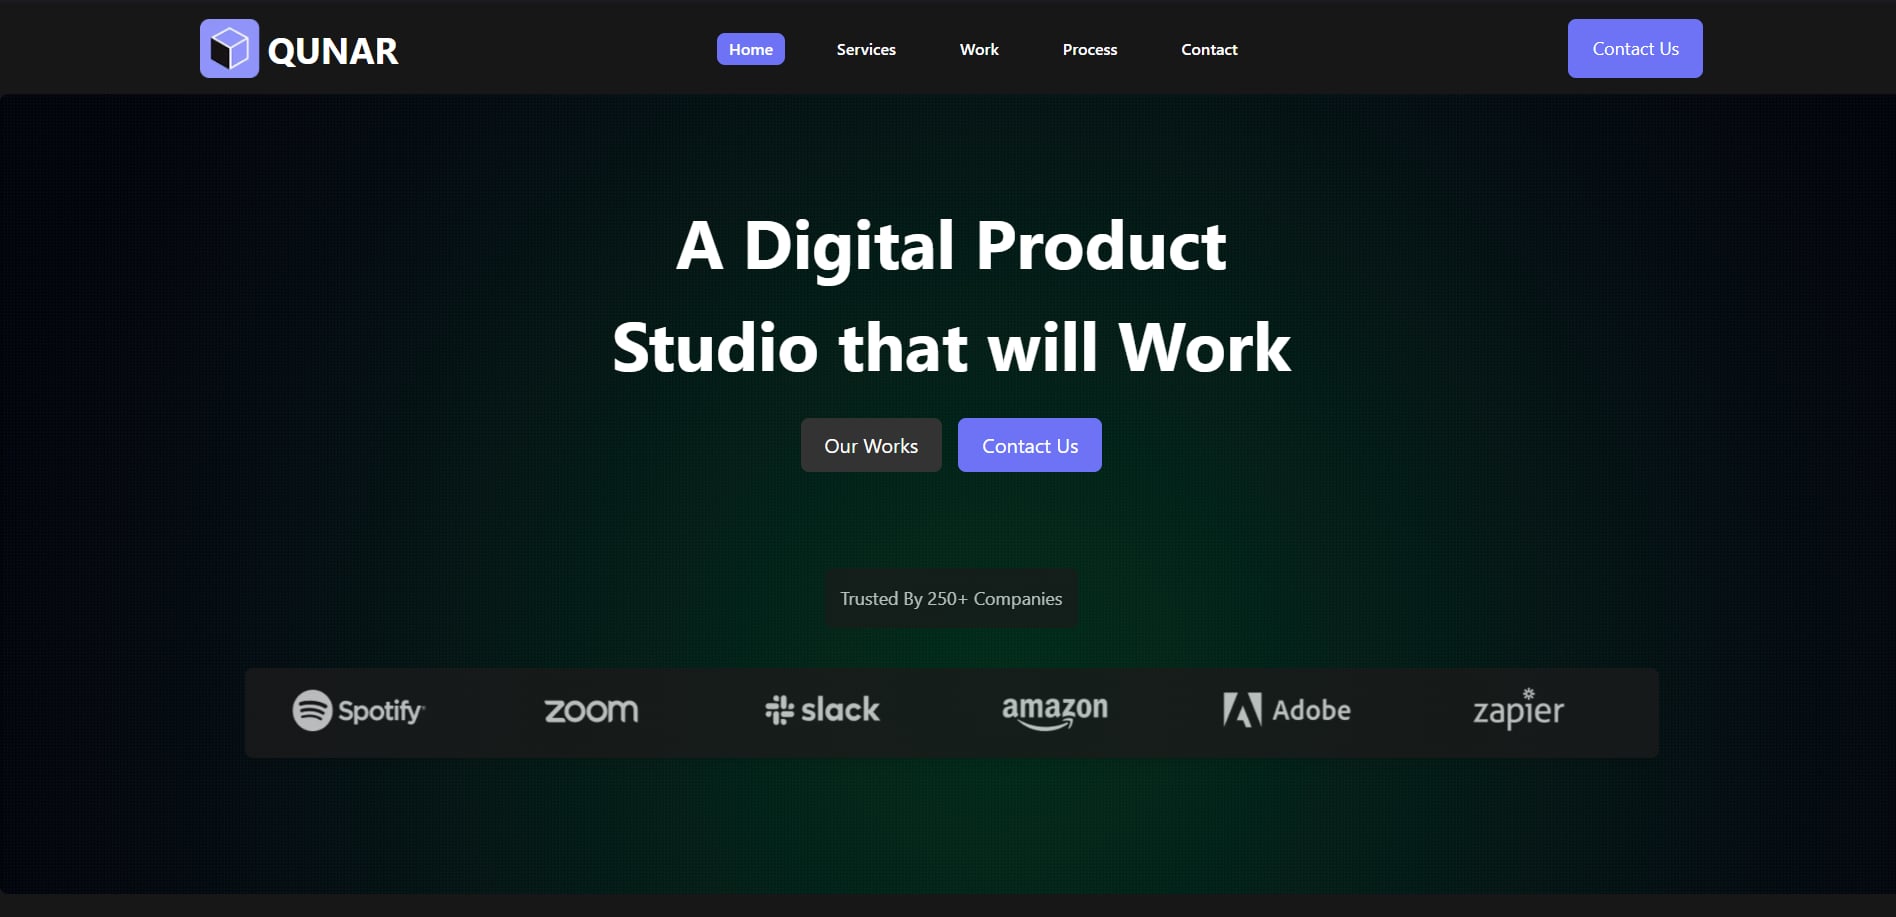 QUNAR
Home Services Work Process Contact
Contact Us
A Digital Product
Studio that will Work
Our Works Contact Us
Trusted By 250+ Companies
Spotify zoom slack amazon Adobe zapier